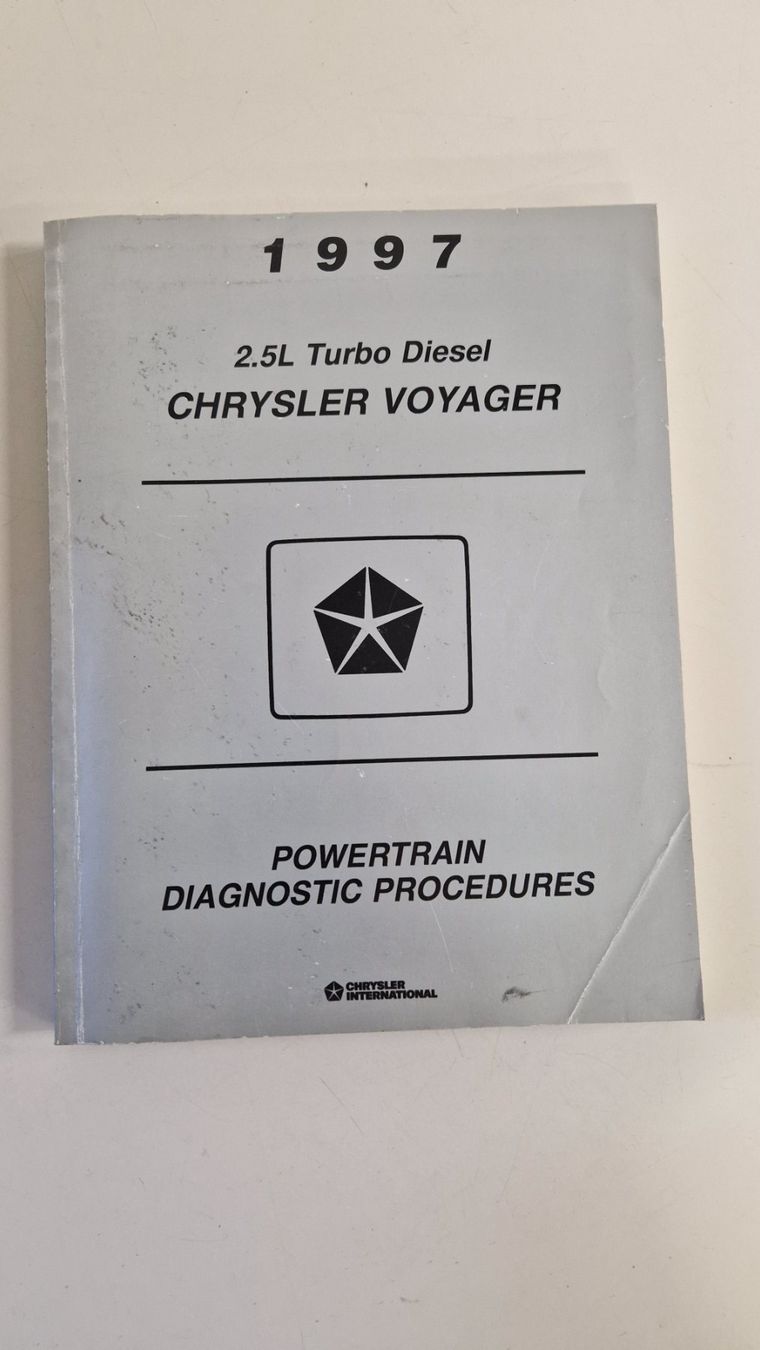 1997
2.5L Turbo Diesel
CHRYSLER VOYAGER
POWERTRAIN
DIAGNOSTIC PROCEDURES
CHRYSLER
INTERNATIONAL